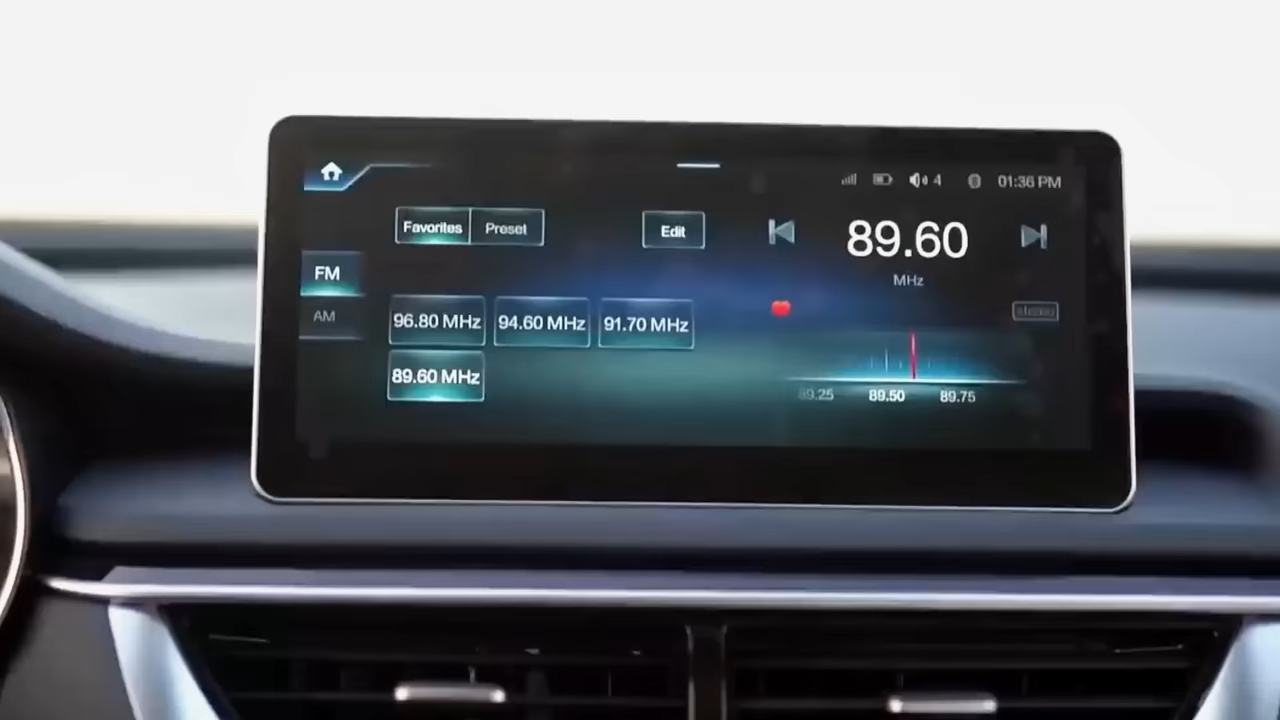 4 01:36 PM
Favorites Preset Edit
89.60
MHz
FM
AM
96.80 MHz 94.60 MHz 91.70 MHz
stereo
89.60 MHz
89.25 89.50 89.75